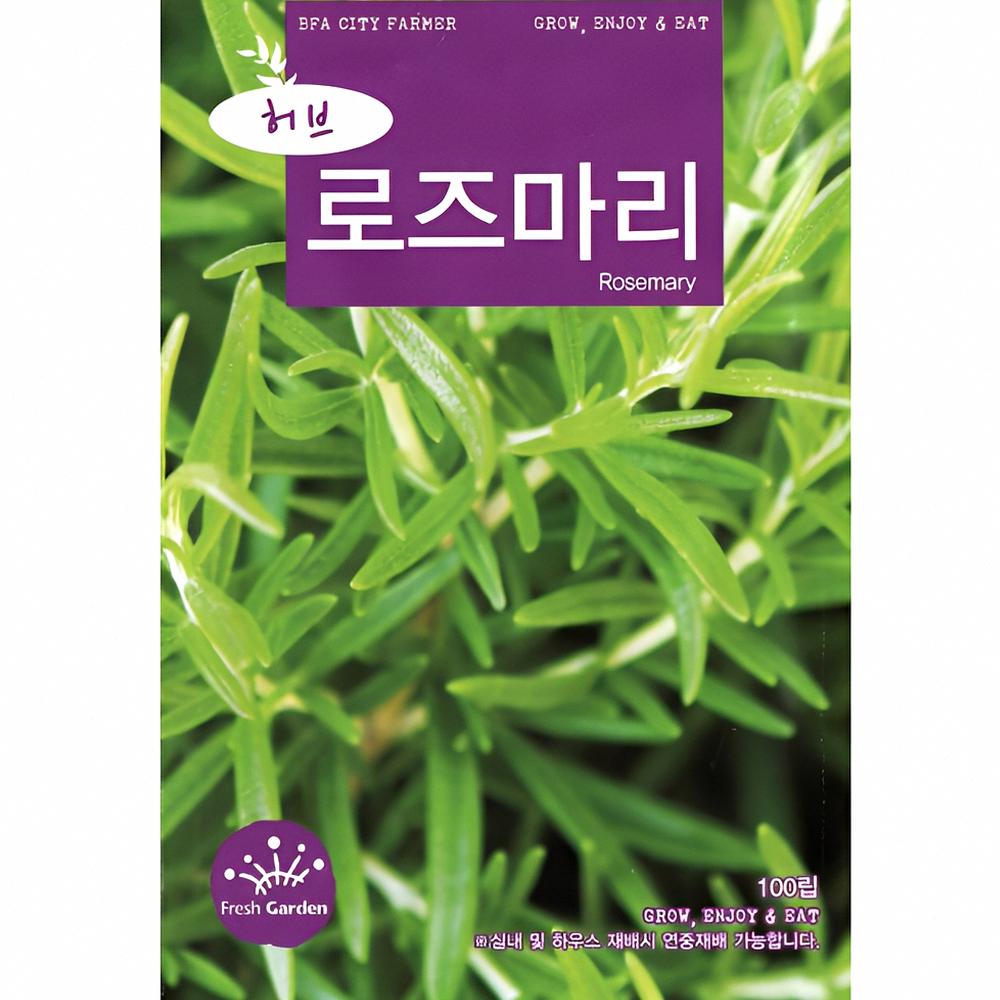 BFA CITY FARMER GROW, ENJOY & EAT
허브
로즈마리
Rosemary
Fresh Garden
100립
GROW, ENJOY & EAT
※실내 및 하우스 재배시 연중재배 가능합니다.